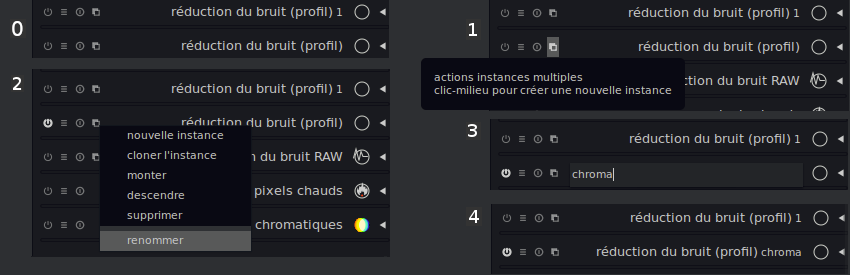 0
réduction du bruit (profil) 1
réduction du bruit (profil)
1
réduction du bruit (profil) 1
réduction du bruit (profil)
actions instances multiples
clic-milieu pour créer une nouvelle instance
ction du bruit RAW
2
réduction du bruit (profil) 1
réduction du bruit (profil)
nouvelle instance
cloner l'instance
monter
descendre
supprimer
renommer
n du bruit RAW
pixels chauds
chromatiques
3
réduction du bruit (profil) 1
chroma
4
réduction du bruit (profil) 1
réduction du bruit (profil) chroma